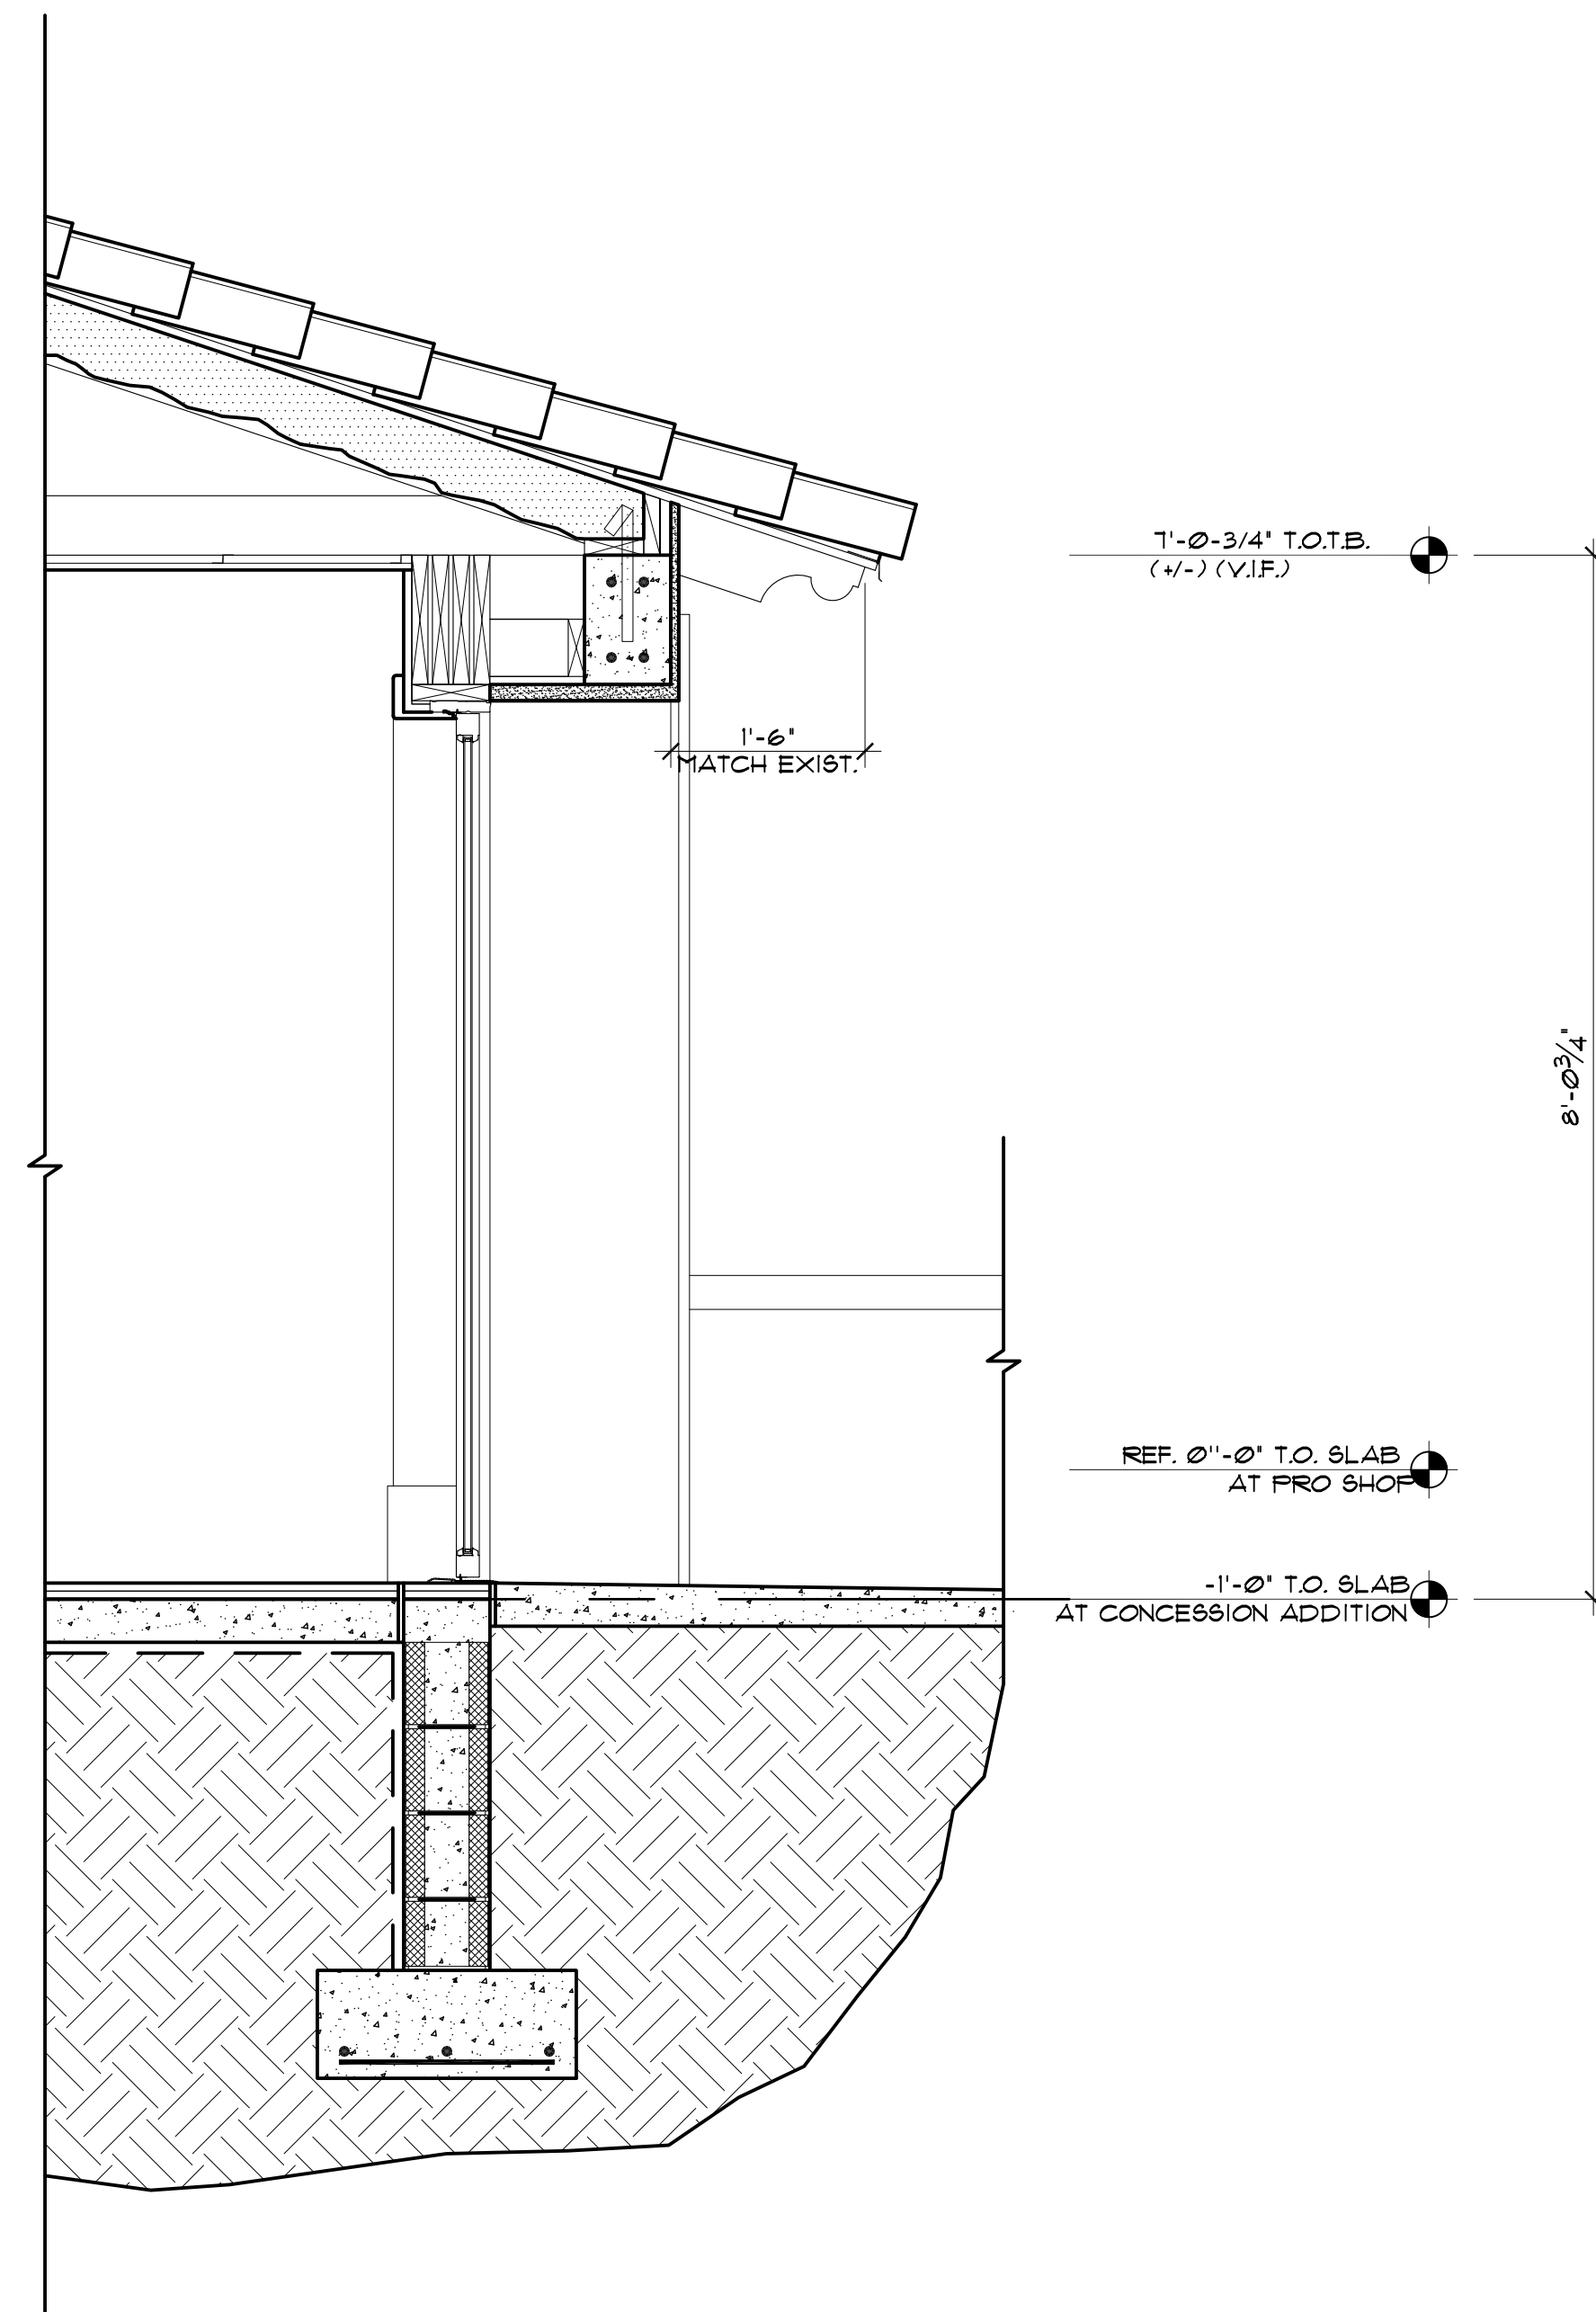 7'-0-3/4" T.O.T.B.
(+/-) (V.I.F.)
1'-6"
MATCH EXIST.
8'-0 3/4"
REF. 0''-0" T.O. SLAB
AT PRO SHOP
-1'-0" T.O. SLAB
AT CONCESSION ADDITION